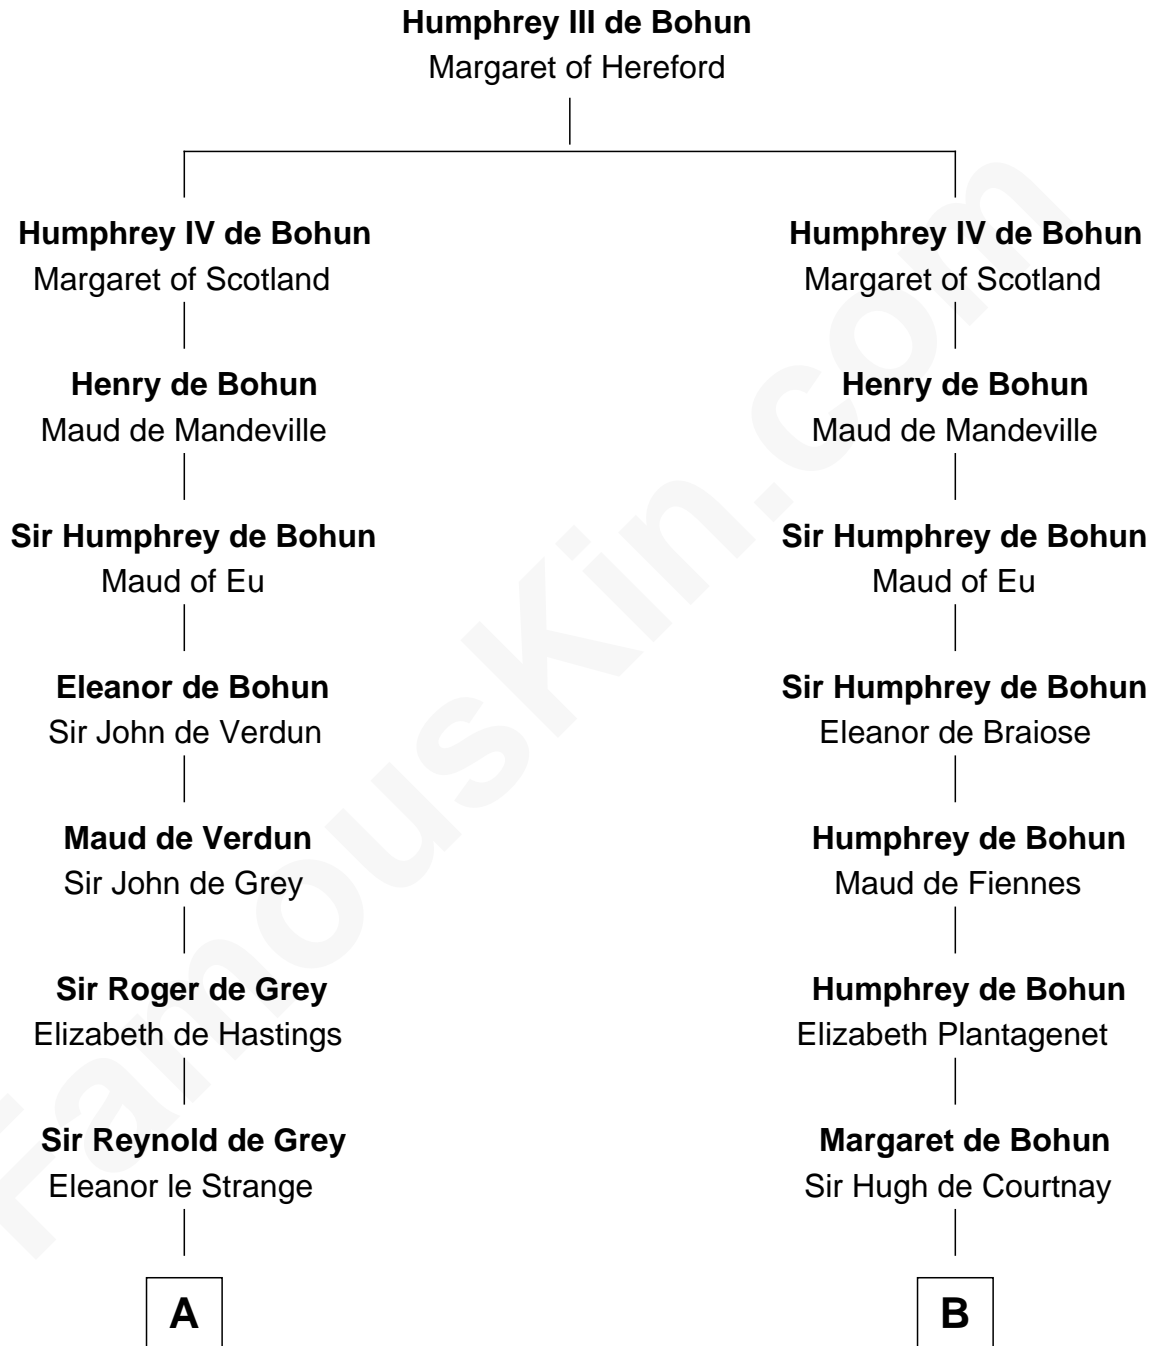 Humphrey III de Bohun
Margaret of Hereford
Humphrey IV de Bohun
Margaret of Scotland
Henry de Bohun
Maud de Mandeville
Sir Humphrey de Bohun
Maud of Eu
Eleanor de Bohun
Sir John de Verdun
Maud de Verdun
Sir John de Grey
Sir Roger de Grey
Elizabeth de Hastings
Sir Reynold de Grey
Eleanor le Strange
A
Humphrey IV de Bohun
Margaret of Scotland
Henry de Bohun
Maud de Mandeville
Sir Humphrey de Bohun
Maud of Eu
Sir Humphrey de Bohun
Eleanor de Braiose
Humphrey de Bohun
Maud de Fiennes
Humphrey de Bohun
Elizabeth Plantagenet
Margaret de Bohun
Sir Hugh de Courtnay
B
FamousKin.com